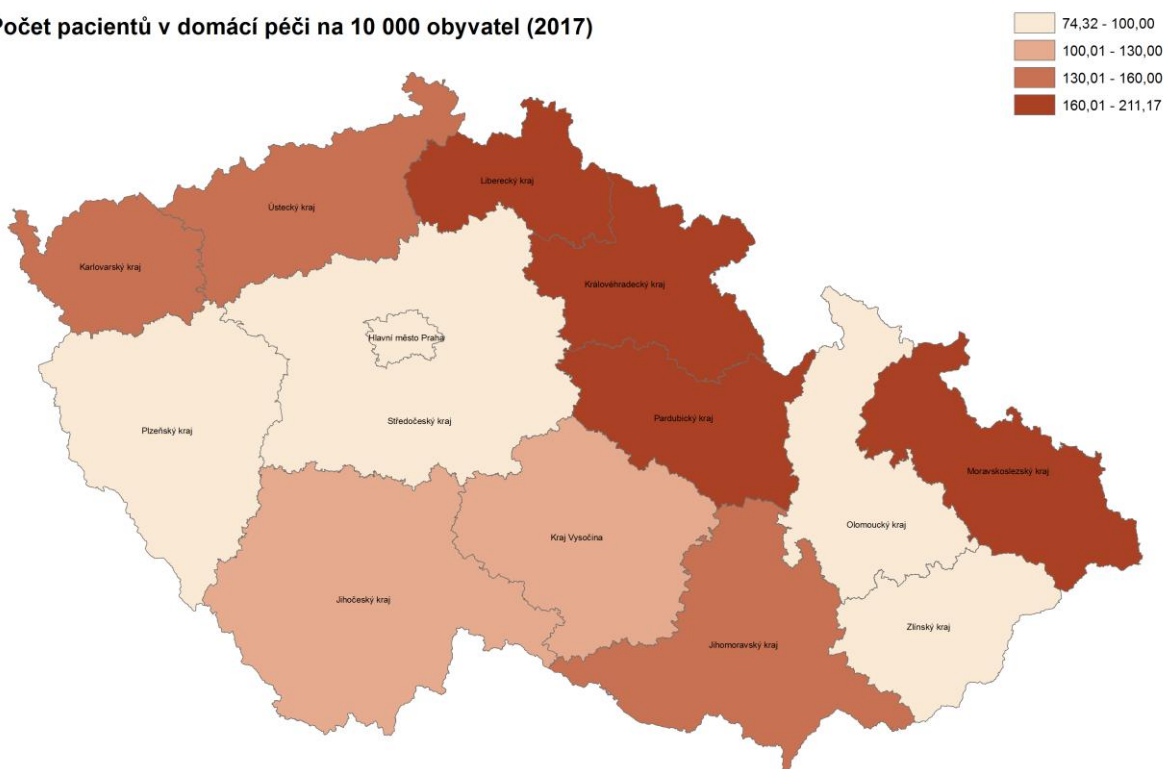 Počet pacientů v domácí péči na 10 000 obyvatel (2017)
74,32 - 100,00
100,01 - 130,00
130,01 - 160,00
160,01 - 211,17
Liberecký kraj
Ústecký kraj
Karlovarský kraj
Královéhradecký kraj
Hlavní město Praha
Středočeský kraj
Plzeňský kraj
Pardubický kraj
Moravskoslezský kraj
Olomoucký kraj
Kraj Vysočina
Jihočeský kraj
Zlínský kraj
Jihomoravský kraj